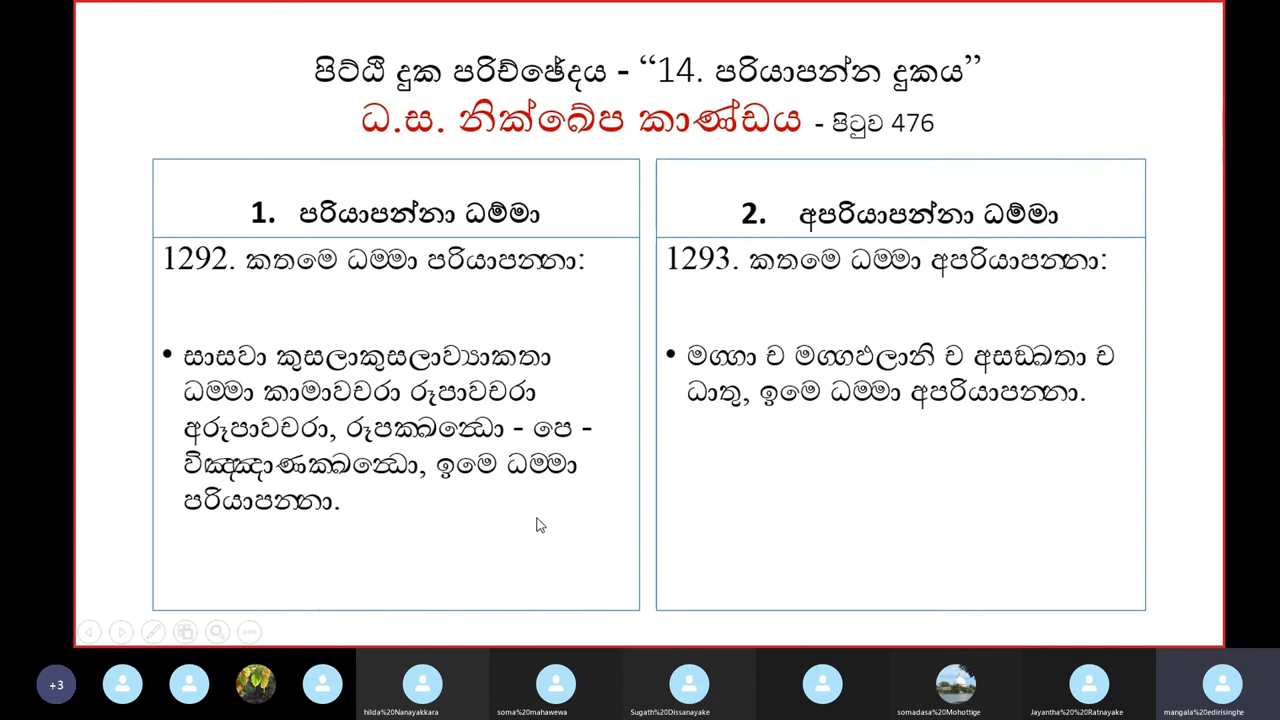 පිට්ඨි දුක පරිච්ඡේදය - “14. පරියාපන්න දුකය”
ධ.ස. නික්ඛේප කාණ්ඩය - පිටුව 476
1. පරියාපන්නා ධම්මා
1292. කතමෙ ධම්මා පරියාපන්නා:
• සාසවා කුසලාකුසලාව්‍යාකතා
ධම්මා කාමාවචරා රූපාවචරා
අරූපාවචරා, රූපක්ඛන්ධො - පෙ -
විඤ්ඤාණක්ඛන්ධො, ඉමෙ ධම්මා
පරියාපන්නා.
2. අපරියාපන්නා ධම්මා
1293. කතමෙ ධම්මා අපරියාපන්නා:
• මග්ගා ච මග්ගඵලානි ච අසඞ්ඛතා ච
ධාතු, ඉමෙ ධම්මා අපරියාපන්නා.
+3
hilda%20Nanayakkara
soma%20mahawewa
Sugath%20Dissanayake
somadasa%20Mohottige
Jayantha%20%20Ratnayake
mangala%20edirisinghe